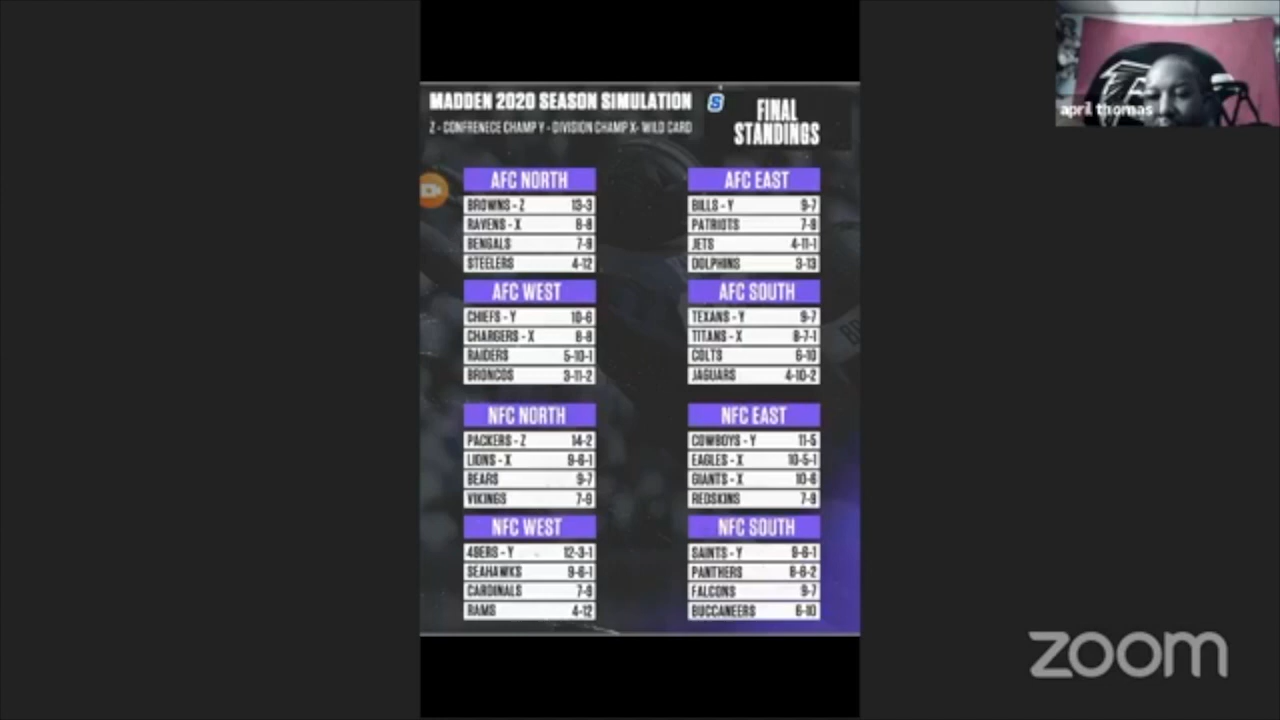 MADDEN 2020 SEASON SIMULATION
S
FINAL
STANDINGS
Z - CONFRENECE CHAMP Y - DIVISION CHAMP X- WILD CARD
april thomas
AFC NORTH
BROWNS - Z 13-3
RAVENS - X 8-8
BENGALS 7-9
STEELERS 4-12
AFC EAST
BILLS - Y 9-7
PATRIOTS 7-9
JETS 4-11-1
DOLPHINS 3-13
AFC WEST
CHIEFS - Y 10-6
CHARGERS - X 8-8
RAIDERS 5-10-1
BRONCOS 3-11-2
AFC SOUTH
TEXANS - Y 9-7
TITANS - X 8-7-1
COLTS 6-10
JAGUARS 4-10-2
NFC NORTH
PACKERS - Z 14-2
LIONS - X 9-6-1
BEARS 9-7
VIKINGS 7-9
NFC EAST
COWBOYS - Y 11-5
EAGLES - X 10-5-1
GIANTS - X 10-6
REDSKINS 7-9
NFC WEST
49ERS - Y 12-3-1
SEAHAWKS 9-6-1
CARDINALS 7-9
RAMS 4-12
NFC SOUTH
SAINTS - Y 9-6-1
PANTHERS 8-6-2
FALCONS 9-7
BUCCANEERS 6-10
zoom